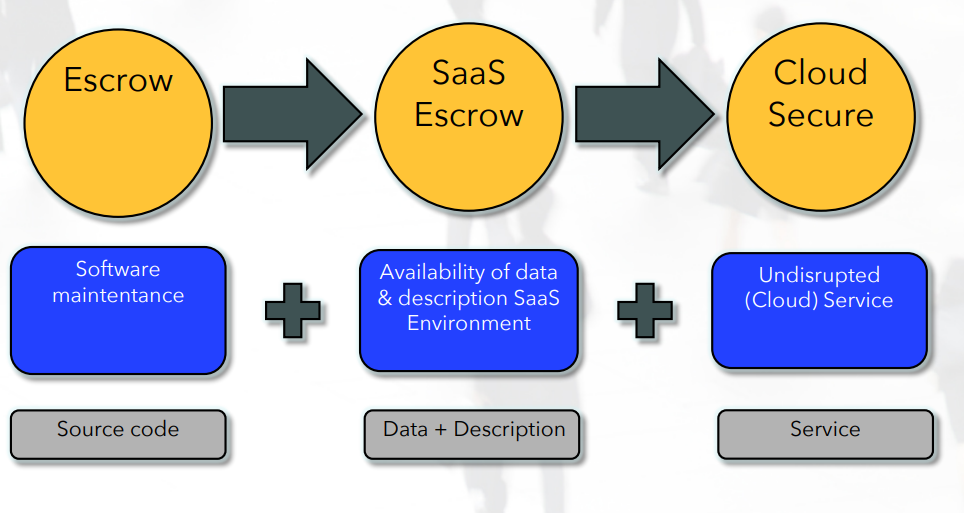 Escrow
SaaS
Escrow
Cloud
Secure
Software
maintentance
Availability of data
& description SaaS
Environment
Undisrupted
(Cloud) Service
Source code
Data + Description
Service